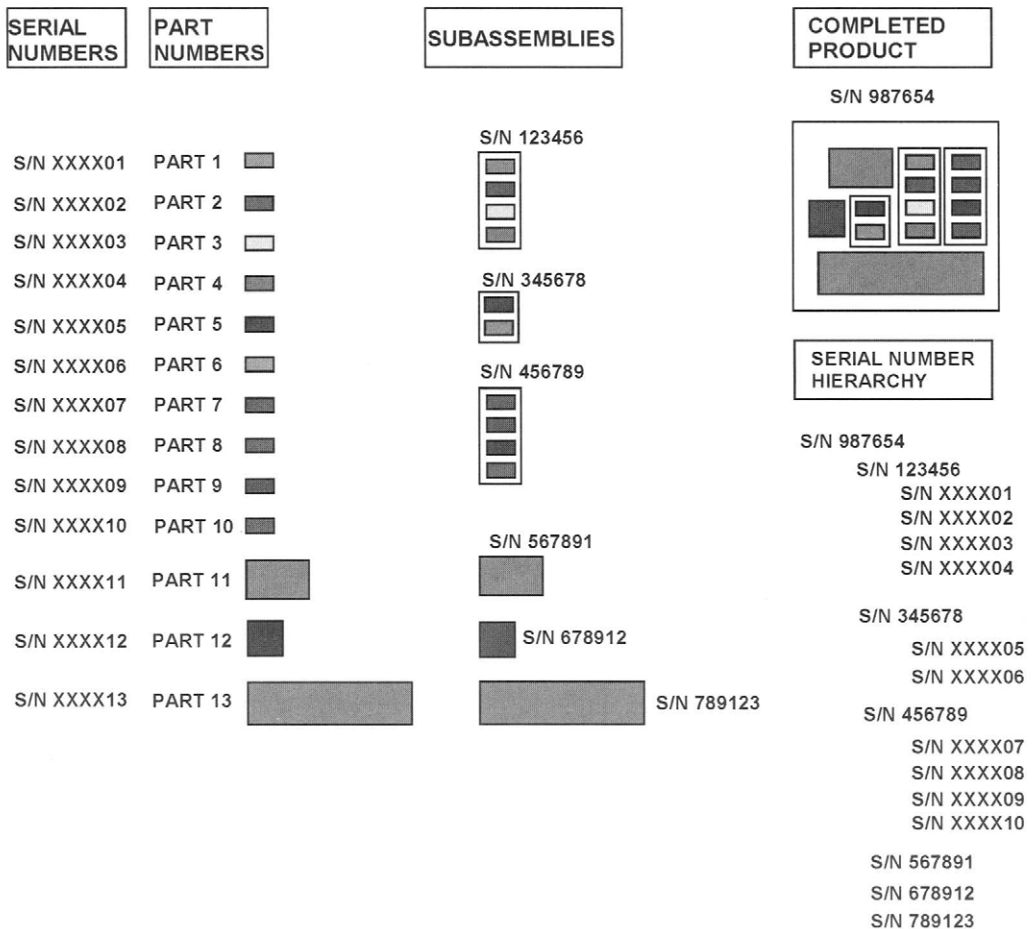 SERIAL
NUMBERS
PART
NUMBERS
SUBASSEMBLIES
COMPLETED
PRODUCT
S/N 987654
S/N XXXX01 PART 1
S/N XXXX02 PART 2
S/N XXXX03 PART 3
S/N XXXX04 PART 4
S/N XXXX05 PART 5
S/N XXXX06 PART 6
S/N XXXX07 PART 7
S/N XXXX08 PART 8
S/N XXXX09 PART 9
S/N XXXX10 PART 10
S/N XXXX11 PART 11
S/N XXXX12 PART 12
S/N XXXX13 PART 13
S/N 123456
S/N 345678
S/N 456789
S/N 567891
S/N 678912
S/N 789123
SERIAL NUMBER
HIERARCHY
S/N 987654
S/N 123456
S/N XXXX01
S/N XXXX02
S/N XXXX03
S/N XXXX04
S/N 345678
S/N XXXX05
S/N XXXX06
S/N 456789
S/N XXXX07
S/N XXXX08
S/N XXXX09
S/N XXXX10
S/N 567891
S/N 678912
S/N 789123